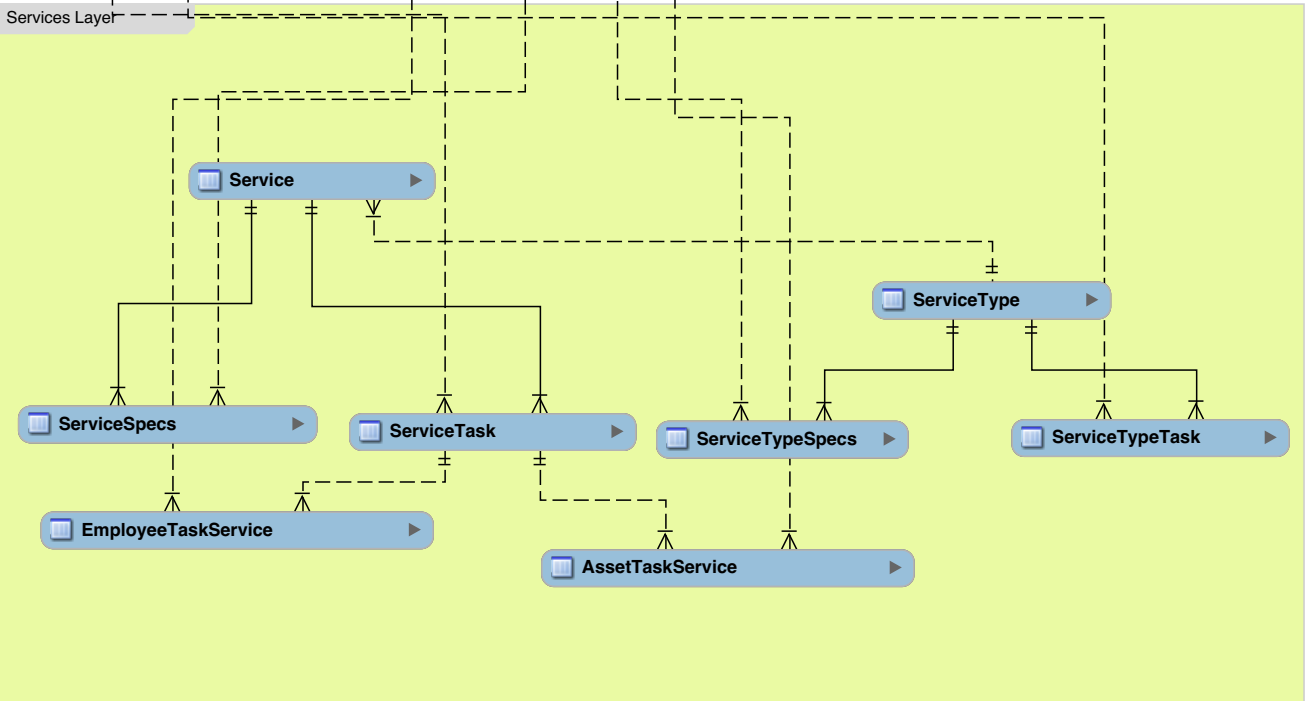 Services Layer
Service
ServiceType
ServiceSpecs
ServiceTask
ServiceTypeSpecs
ServiceTypeTask
EmployeeTaskService
AssetTaskService